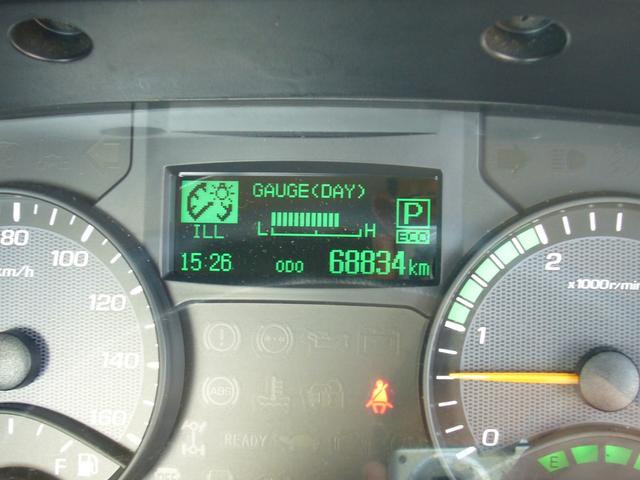 GAUGE(DAY)
ILL
L H
P
ECO
15:26 ODO 68834km
80
100
km/h
120
140
160
F
ABS
READY
2
x1000r/min
1
0
E